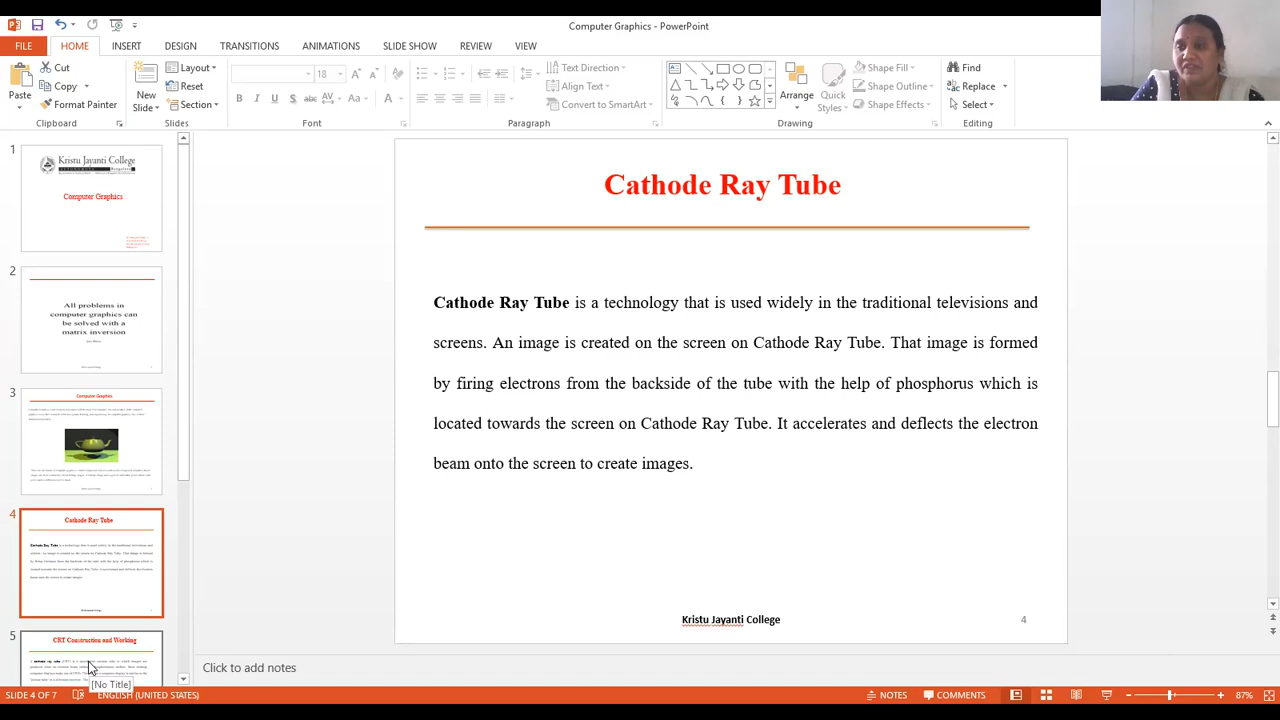 Computer Graphics - PowerPoint
FILE HOME INSERT DESIGN TRANSITIONS ANIMATIONS SLIDE SHOW REVIEW VIEW
Paste
Cut
Copy
Format Painter
Clipboard
New Slide
Layout
Reset
Section
Slides
18
Font
Text Direction
Align Text
Convert to SmartArt
Paragraph
Arrange
Quick Styles
Shape Fill
Shape Outline
Shape Effects
Drawing
Find
Replace
Select
Editing
1
Kristu Jayanti College
Computer Graphics
2
All problems in
computer graphics can
be solved with a
matrix inversion
3
Computer Graphics
4
Cathode Ray Tube
5
CRT Construction and Working
[No Title]
Cathode Ray Tube
Cathode Ray Tube is a technology that is used widely in the traditional televisions and
screens. An image is created on the screen on Cathode Ray Tube. That image is formed
by firing electrons from the backside of the tube with the help of phosphorus which is
located towards the screen on Cathode Ray Tube. It accelerates and deflects the electron
beam onto the screen to create images.
Kristu Jayanti College
4
Click to add notes
SLIDE 4 OF 7 ENGLISH (UNITED STATES) NOTES COMMENTS 87%